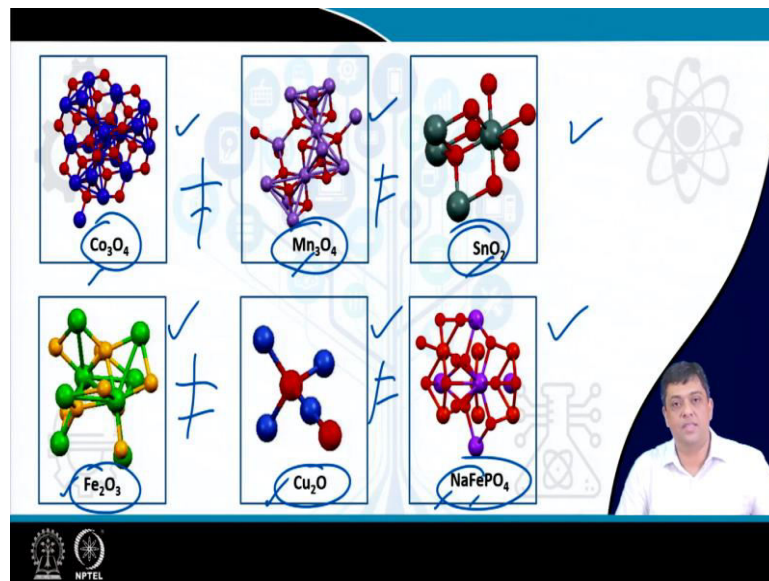 Co₃O₄
Mn₃O₄
SnO₂
Fe₂O₃
Cu₂O
NaFePO₄
NPTEL